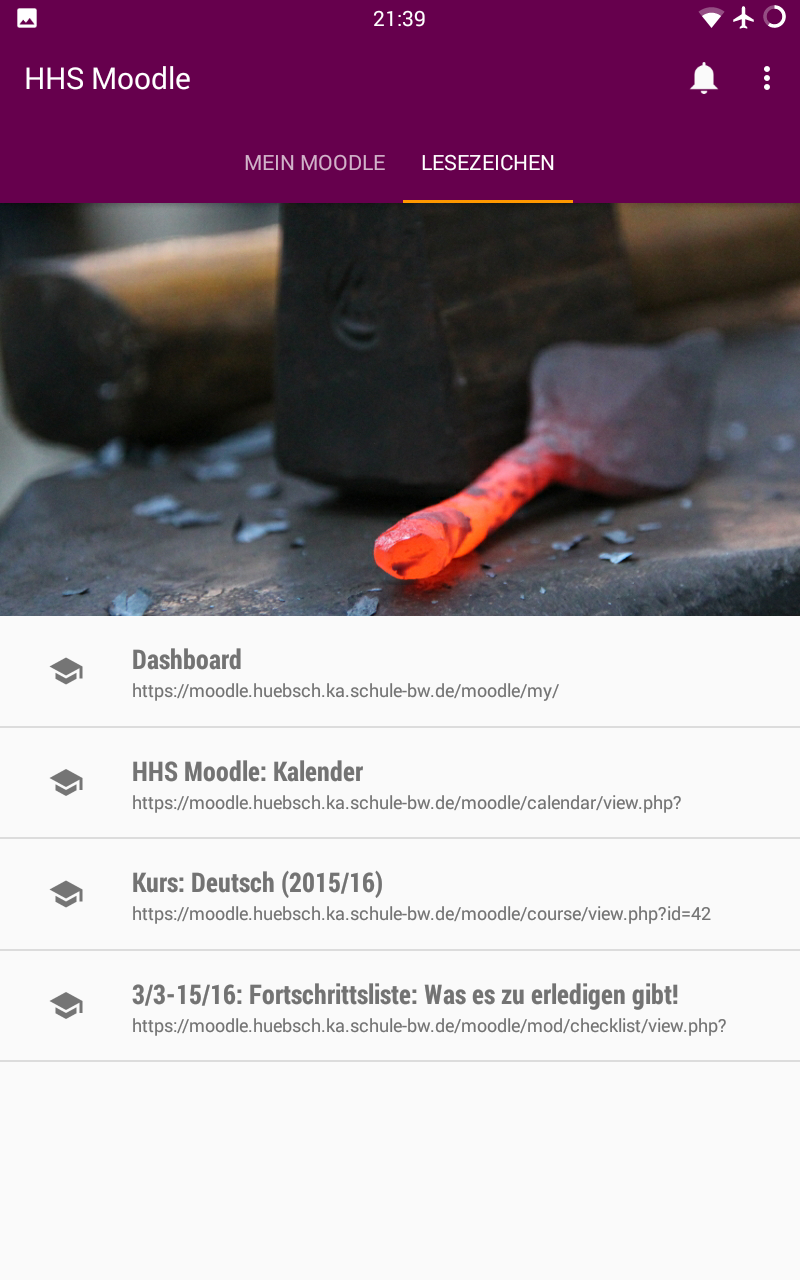 21:39
HHS Moodle
MEIN MOODLE
LESEZEICHEN
Dashboard
https://moodle.huebsch.ka.schule-bw.de/moodle/my/
HHS Moodle: Kalender
https://moodle.huebsch.ka.schule-bw.de/moodle/calendar/view.php?
Kurs: Deutsch (2015/16)
https://moodle.huebsch.ka.schule-bw.de/moodle/course/view.php?id=42
3/3-15/16: Fortschrittsliste: Was es zu erledigen gibt!
https://moodle.huebsch.ka.schule-bw.de/moodle/mod/checklist/view.php?